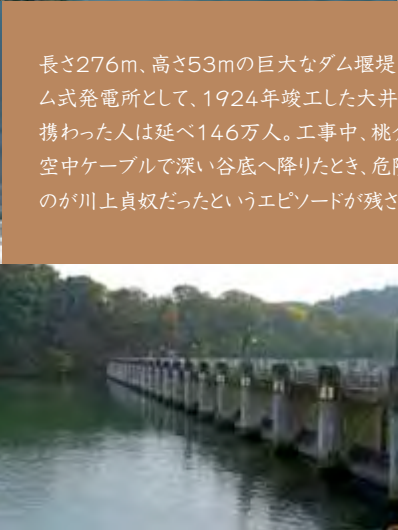 長さ276m、高さ53mの巨大なダム堰堤
ム式発電所として、1924年竣工した大井
携わった人は延べ146万人。工事中、桃
空中ケーブルで深い谷底へ降りたとき、危
のが川上貞奴だったというエピソードが残さ